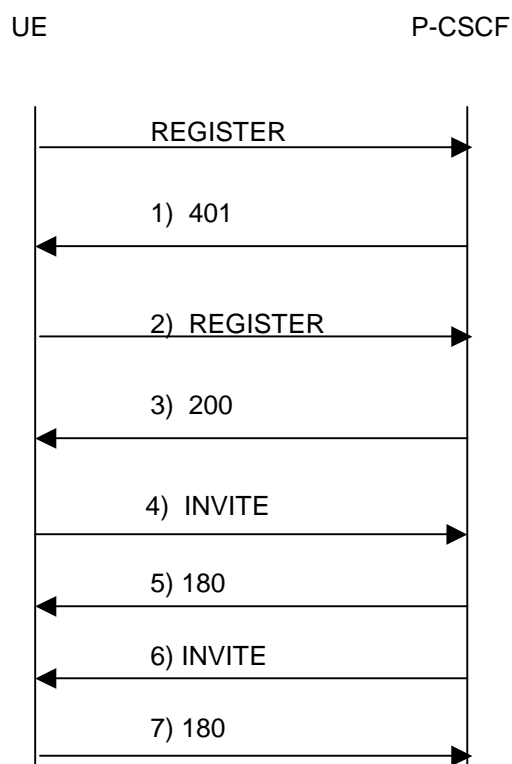 UE P-CSCF
REGISTER
1) 401
2) REGISTER
3) 200
4) INVITE
5) 180
6) INVITE
7) 180